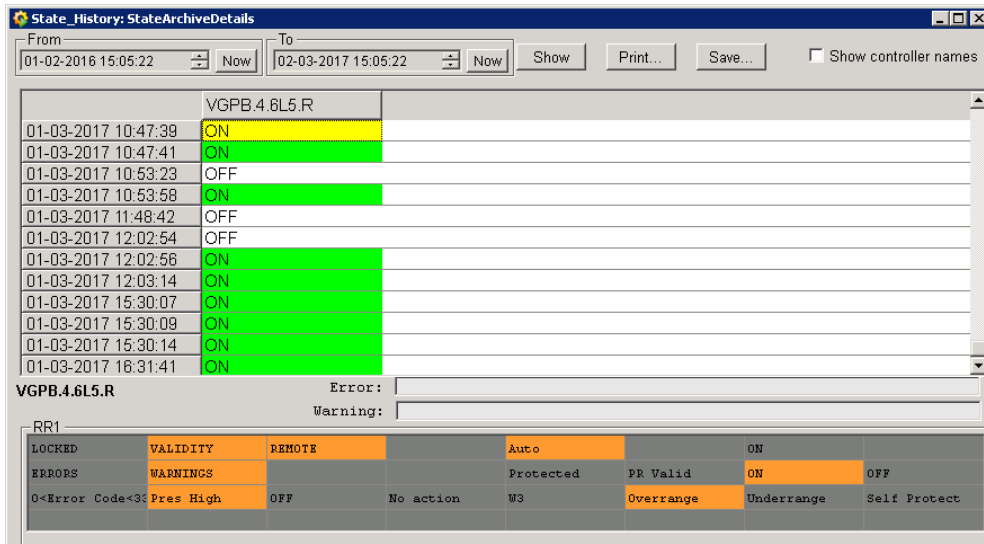 State_History: StateArchiveDetails
From To
01-02-2016 15:05:22 Now 02-03-2017 15:05:22 Now Show Print... Save... Show controller names
VGPB.4.6L5.R
01-03-2017 10:47:39 ON
01-03-2017 10:47:41 ON
01-03-2017 10:53:23 OFF
01-03-2017 10:53:58 ON
01-03-2017 11:48:42 OFF
01-03-2017 12:02:54 OFF
01-03-2017 12:02:56 ON
01-03-2017 12:03:14 ON
01-03-2017 15:30:07 ON
01-03-2017 15:30:09 ON
01-03-2017 15:30:14 ON
01-03-2017 16:31:41 ON
VGPB.4.6L5.R Error:
Warning:
RR1
LOCKED VALIDITY REMOTE Auto ON
ERRORS WARNINGS Protected PR Valid ON OFF
0<Error Code<33 Pres High OFF No action W3 Overrange Underrange Self Protect